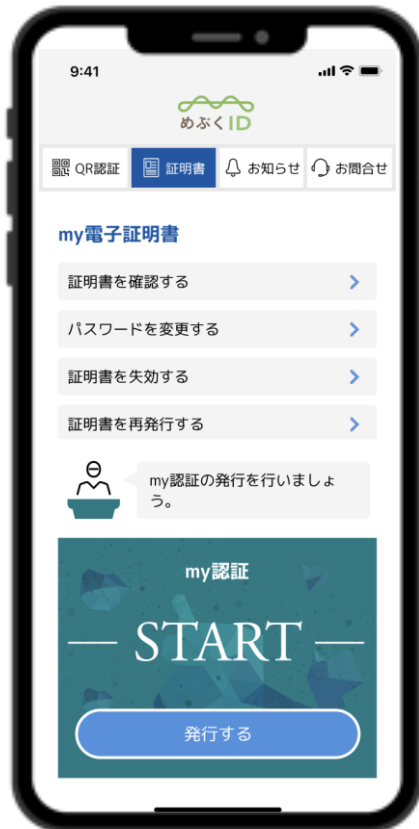 9:41
めぶくID
QR認証 証明書 お知らせ お問合せ
my電子証明書
証明書を確認する
パスワードを変更する
証明書を失効する
証明書を再発行する
my認証の発行を行いましょ
う。
my認証
START
発行する